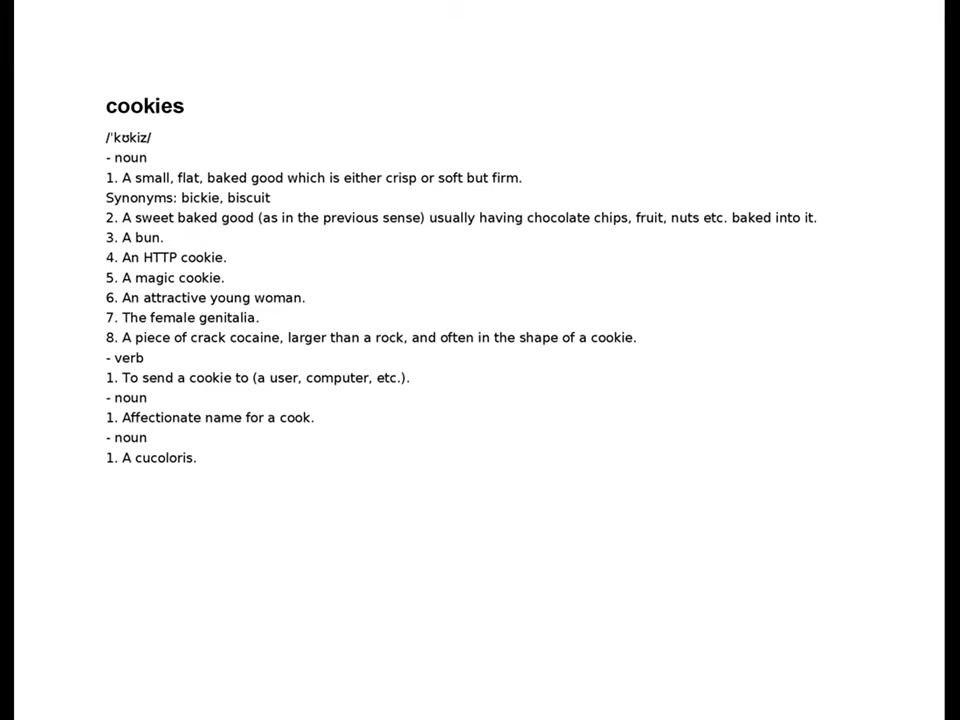 cookies
/ˈkʊkiz/
- noun
1. A small, flat, baked good which is either crisp or soft but firm.
Synonyms: bickie, biscuit
2. A sweet baked good (as in the previous sense) usually having chocolate chips, fruit, nuts etc. baked into it.
3. A bun.
4. An HTTP cookie.
5. A magic cookie.
6. An attractive young woman.
7. The female genitalia.
8. A piece of crack cocaine, larger than a rock, and often in the shape of a cookie.
- verb
1. To send a cookie to (a user, computer, etc.).
- noun
1. Affectionate name for a cook.
- noun
1. A cucoloris.